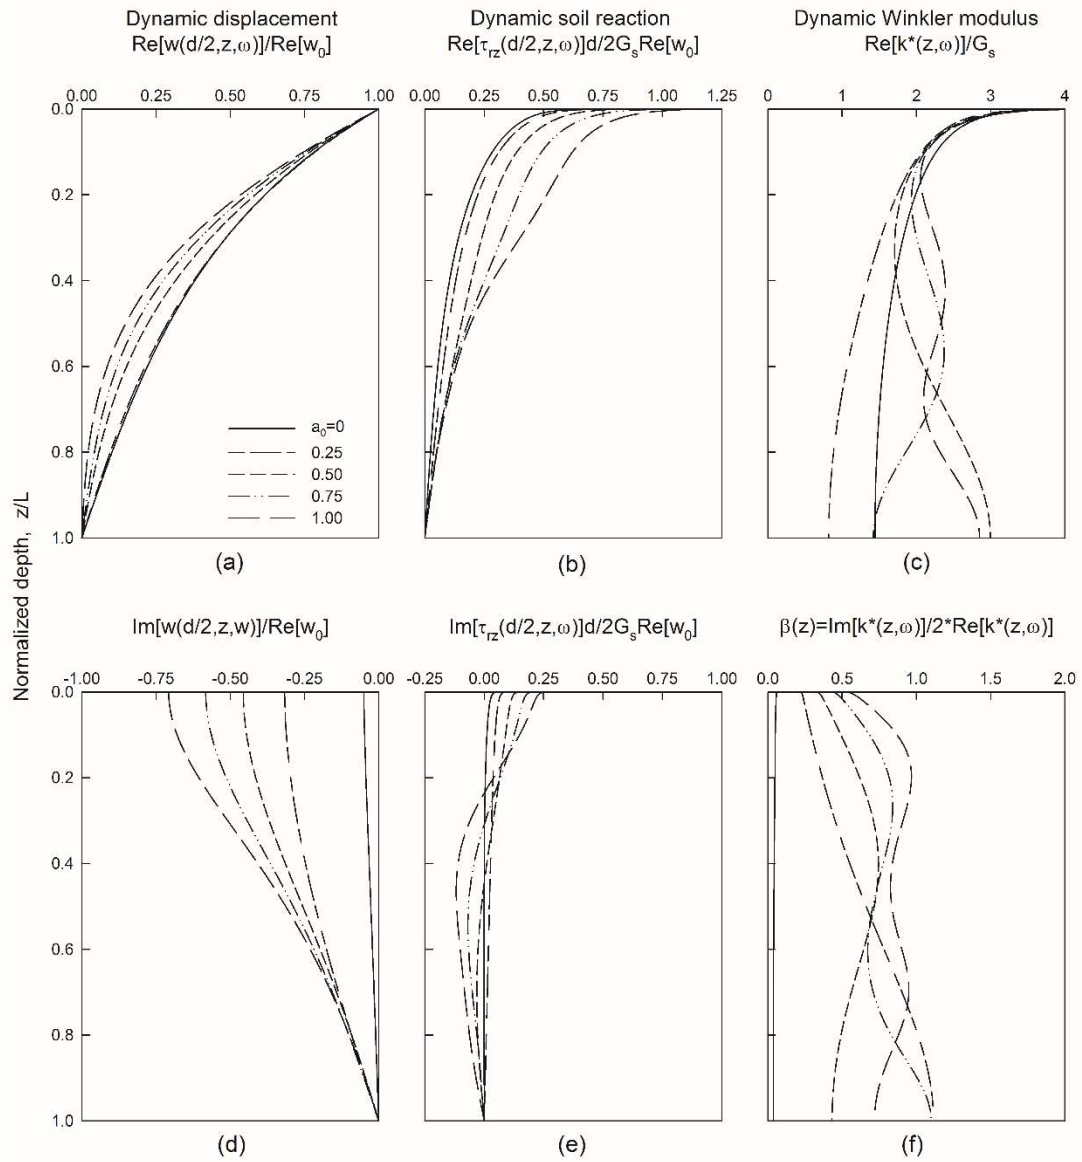 Dynamic displacement
Re[w(d/2,z,ω)]/Re[w₀]
0.00 0.25 0.50 0.75 1.00
0.0
0.2
0.4
0.6
0.8
1.0
a₀=0
0.25
0.50
0.75
1.00
(a)
Dynamic soil reaction
Re[τrz(d/2,z,ω)]d/2GsRe[w₀]
0.00 0.25 0.50 0.75 1.00 1.25
(b)
Dynamic Winkler modulus
Re[k*(z,ω)]/Gs
0 1 2 3 4
(c)
Normalized depth, z/L
Im[w(d/2,z,w)]/Re[w₀]
-1.00 -0.75 -0.50 -0.25 0.00
0.0
0.2
0.4
0.6
0.8
1.0
(d)
Im[τrz(d/2,z,ω)]d/2GsRe[w₀]
-0.25 0.00 0.25 0.50 0.75 1.00
(e)
β(z)=Im[k*(z,ω)]/2*Re[k*(z,ω)]
0.0 0.5 1.0 1.5 2.0
(f)